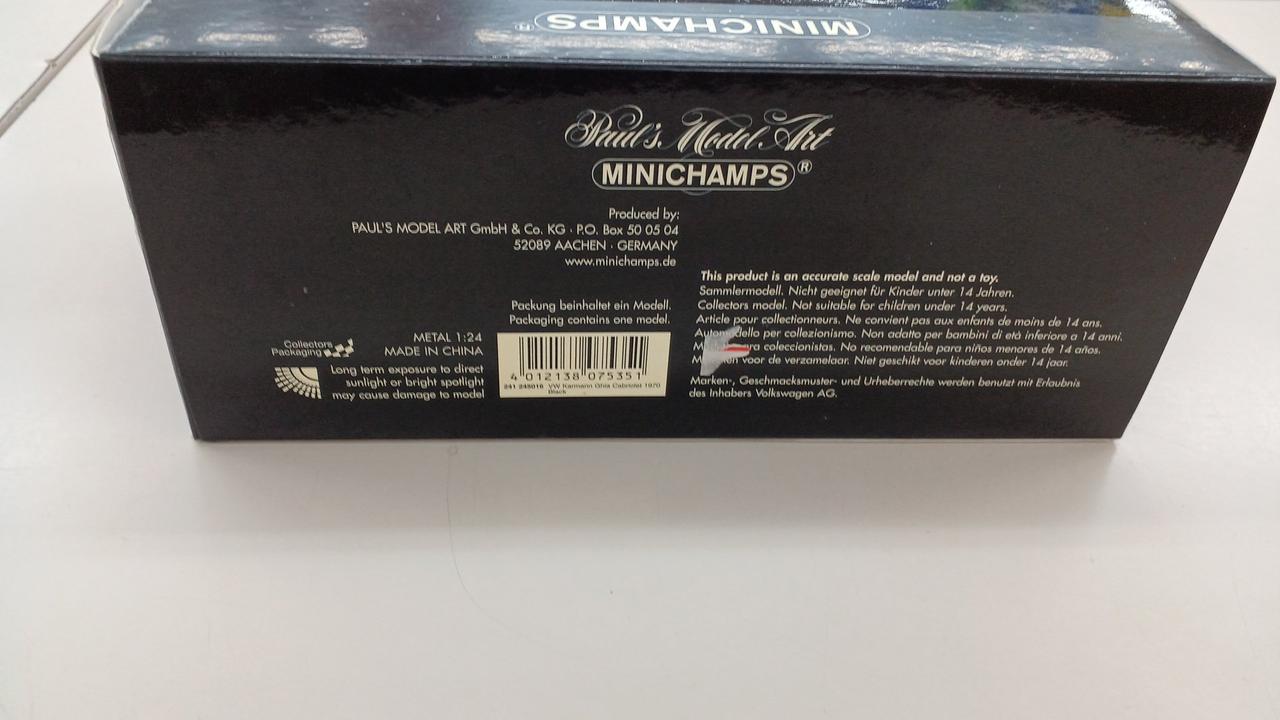 MINICHAMPS®
Paul's Model Art
MINICHAMPS®
Produced by:
PAUL'S MODEL ART GmbH & Co. KG · P.O. Box 50 05 04
52089 AACHEN · GERMANY
www.minichamps.de
Packung beinhaltet ein Modell.
Packaging contains one model.
Collectors
Packaging
METAL 1:24
MADE IN CHINA
Long term exposure to direct
sunlight or bright spotlight
may cause damage to model
4 012138 075351
241 243016 VW Karmann Ghia Cabriolet 1970
Black
This product is an accurate scale model and not a toy.
Sammlermodell. Nicht geeignet für Kinder unter 14 Jahren.
Collectors model. Not suitable for children under 14 years.
Article pour collectionneurs. Ne convient pas aux enfants de moins de 14 ans.
per collezionismo. Non adatto per bambini di età inferiore a 14 anni.
coleccionistas. No recomendable para niños menores de 14 años.
voor de verzamelaar. Niet geschikt voor kinderen onder 14 jaar.
Marken-, Geschmacksmuster- und Urheberrechte werden benutzt mit Erlaubnis
des Inhabers Volkswagen AG.